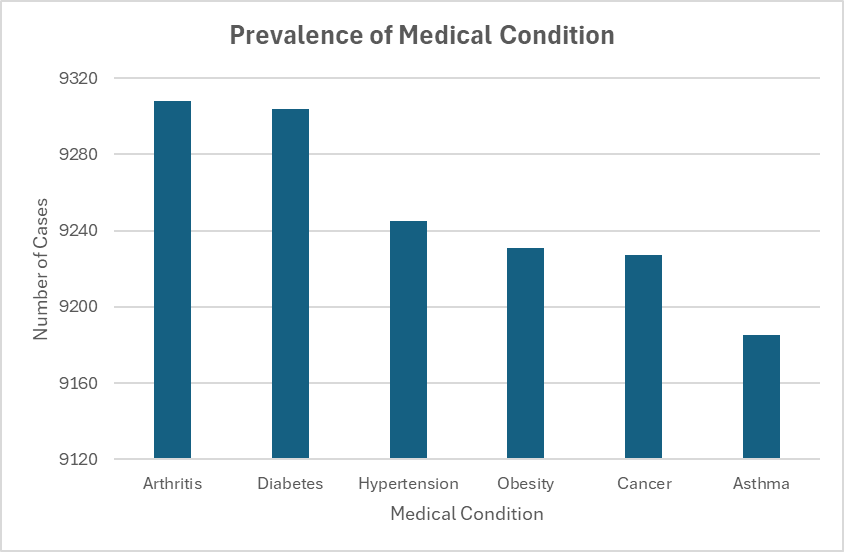 Prevalence of Medical Condition
9320
9280
9240
9200
9160
9120
Number of Cases
Arthritis Diabetes Hypertension Obesity Cancer Asthma
Medical Condition